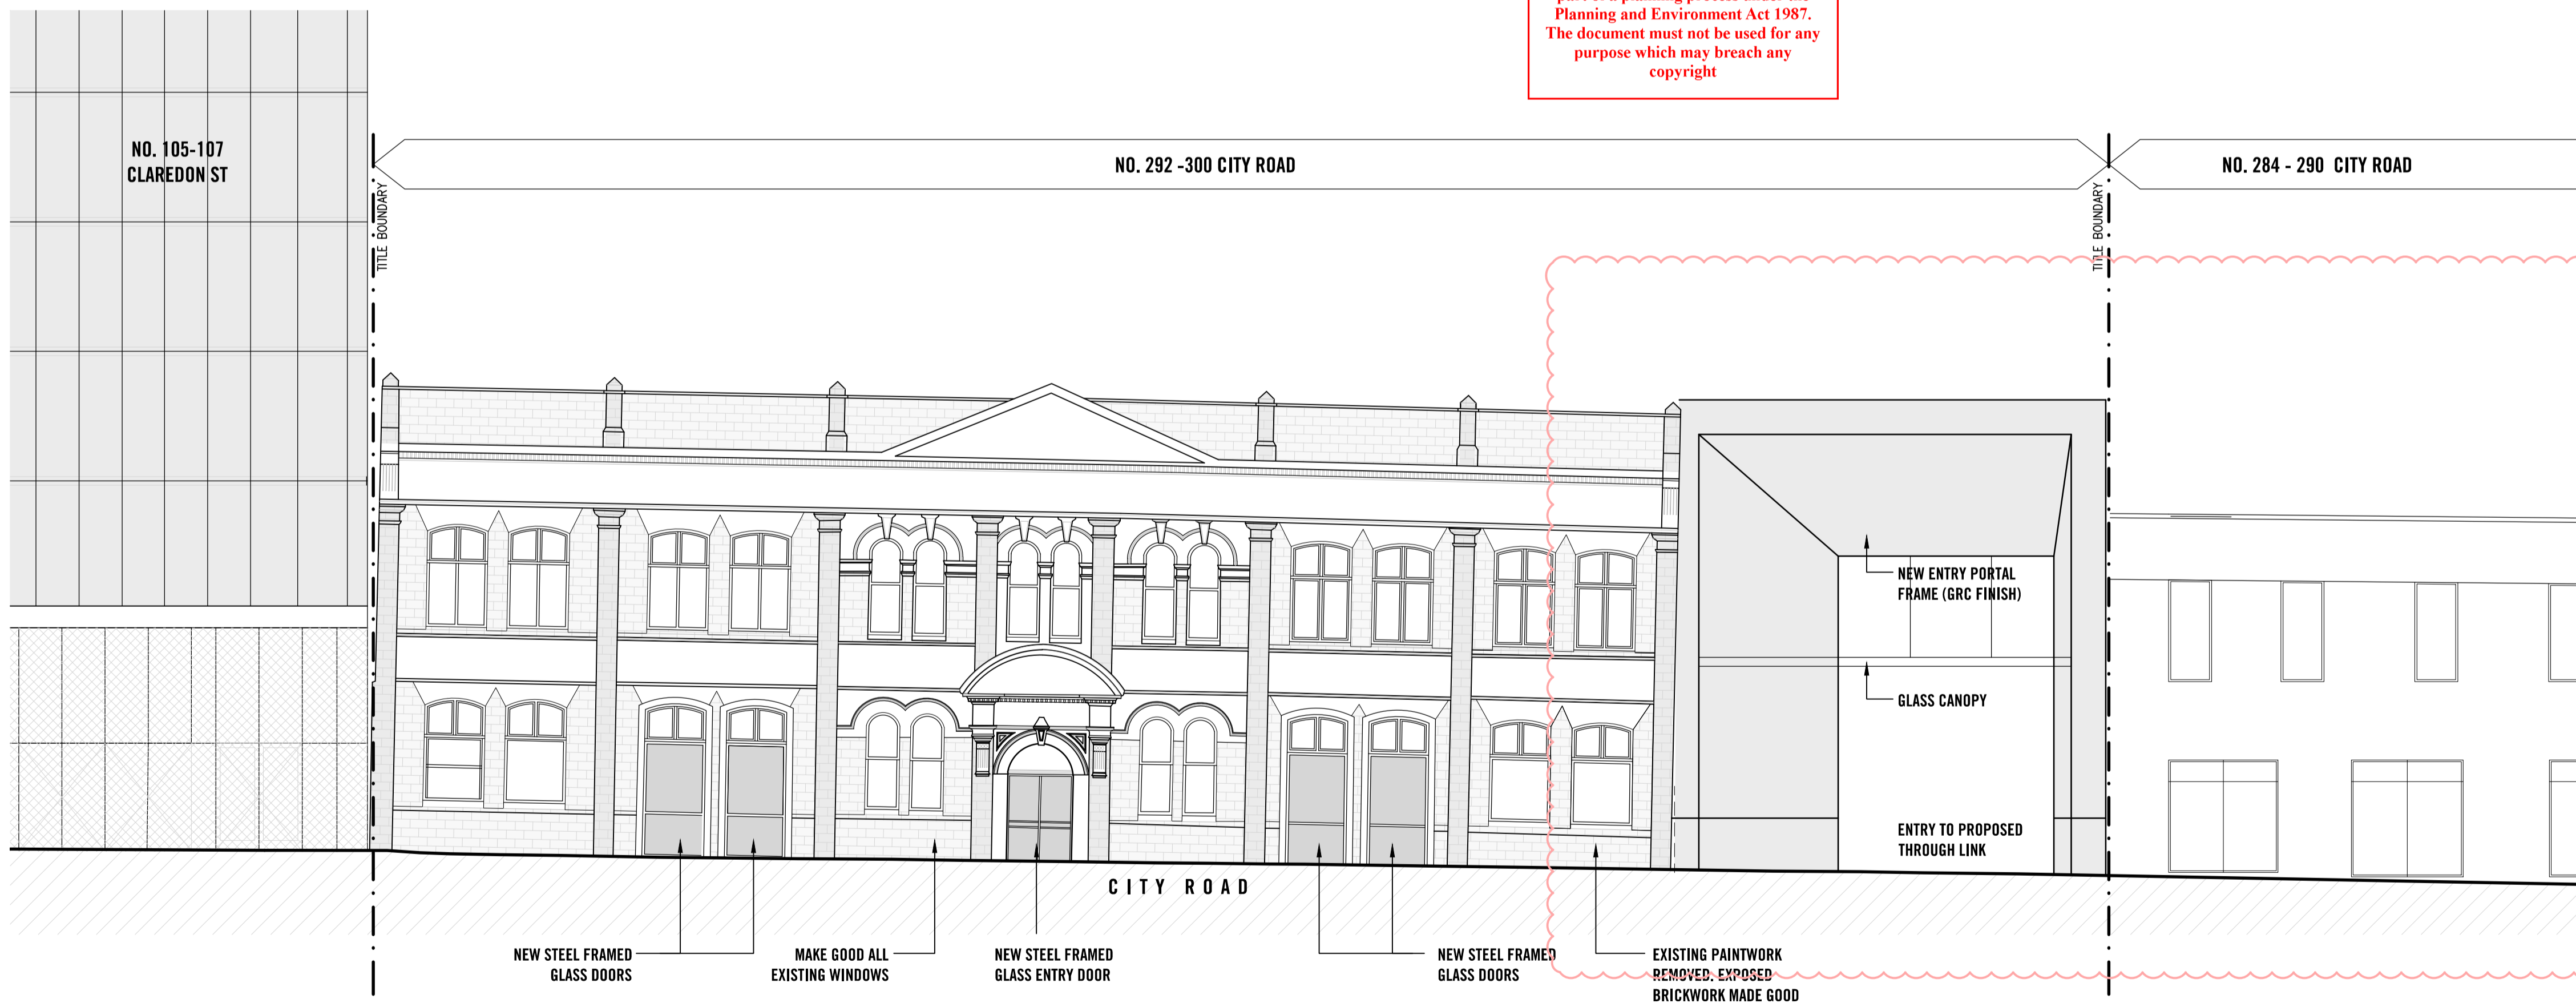 Planning and Environment Act 1987.
The document must not be used for any
purpose which may breach any
copyright
NO. 105-107
CLAREDON ST
NO. 292 -300 CITY ROAD
NO. 284 - 290 CITY ROAD
TITLE BOUNDARY
TITLE BOUNDARY
NEW ENTRY PORTAL
FRAME (GRC FINISH)
GLASS CANOPY
ENTRY TO PROPOSED
THROUGH LINK
CITY ROAD
NEW STEEL FRAMED
GLASS DOORS
MAKE GOOD ALL
EXISTING WINDOWS
NEW STEEL FRAMED
GLASS ENTRY DOOR
NEW STEEL FRAMED
GLASS DOORS
EXISTING PAINTWORK
REMOVED. EXPOSED
BRICKWORK MADE GOOD